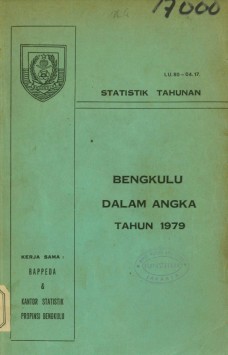 17000
I.U. 80 - 04.17.
STATISTIK TAHUNAN
BENGKULU
DALAM ANGKA
TAHUN 1979
KERJA SAMA :
BAPPEDA
&
KANTOR STATISTIK
PROPINSI BENGKULU